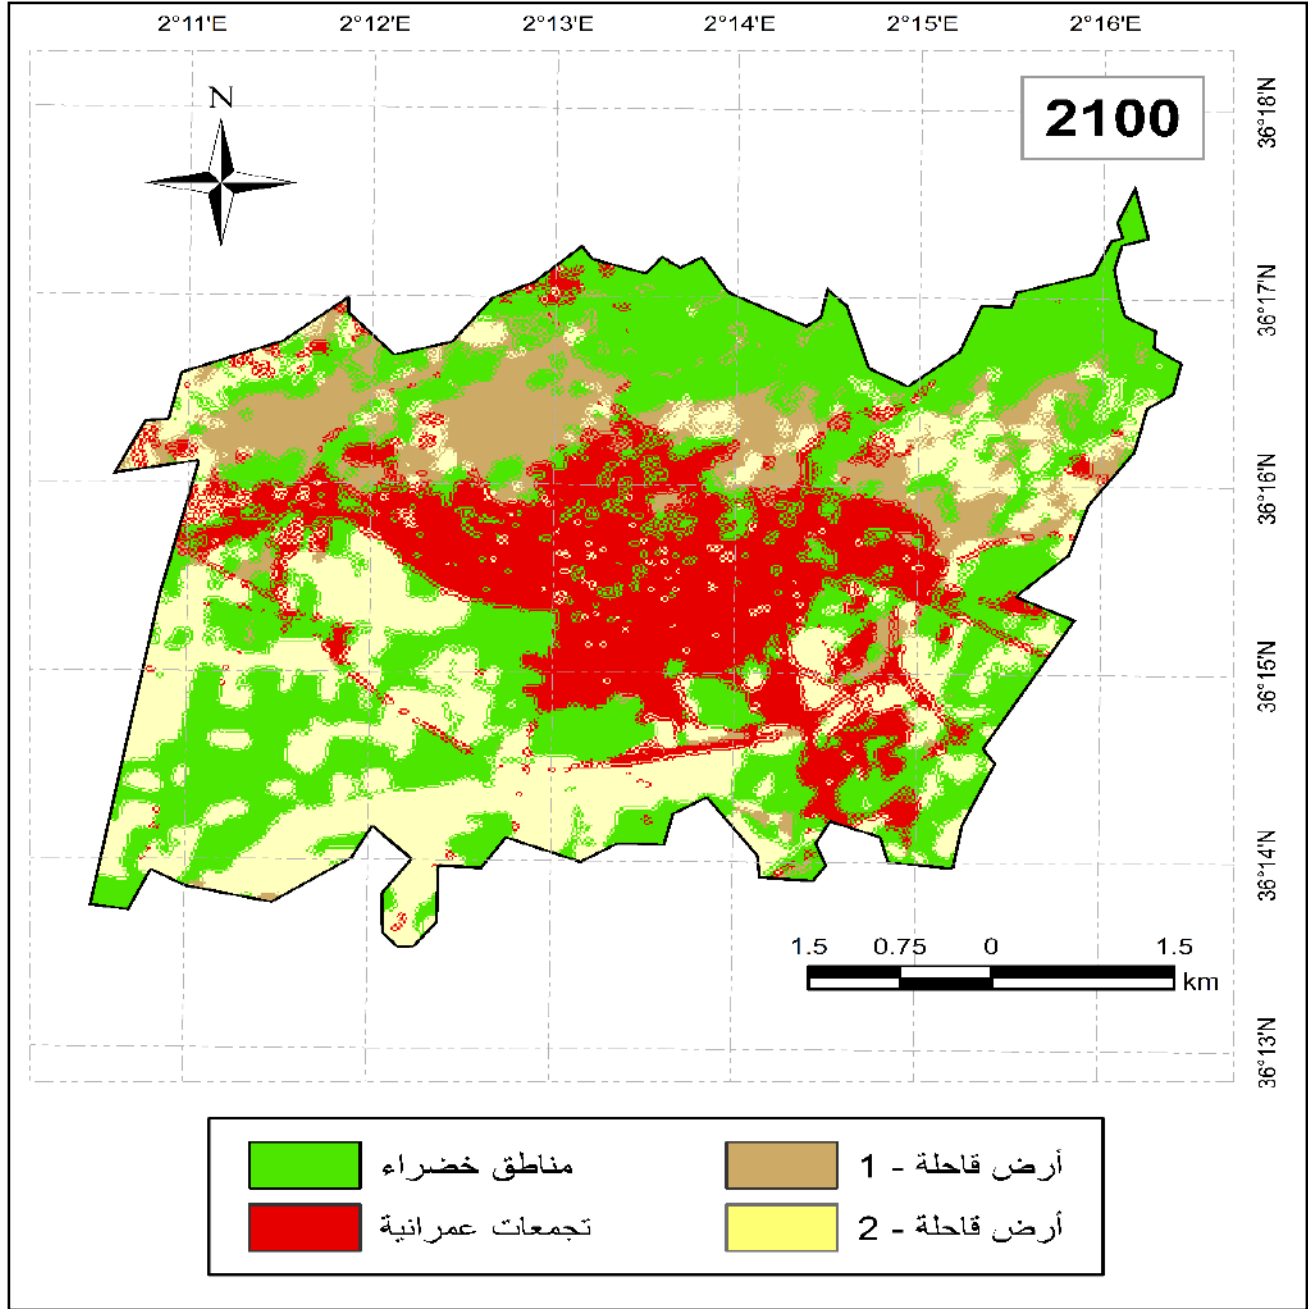 2°11'E 2°12'E 2°13'E 2°14'E 2°15'E 2°16'E
N
2100
36°18'N
36°17'N
36°16'N
36°15'N
36°14'N
36°13'N
1.5 0.75 0 1.5
km
مناطق خضراء
أرض قاحلة - 1
تجمعات عمرانية
أرض قاحلة - 2